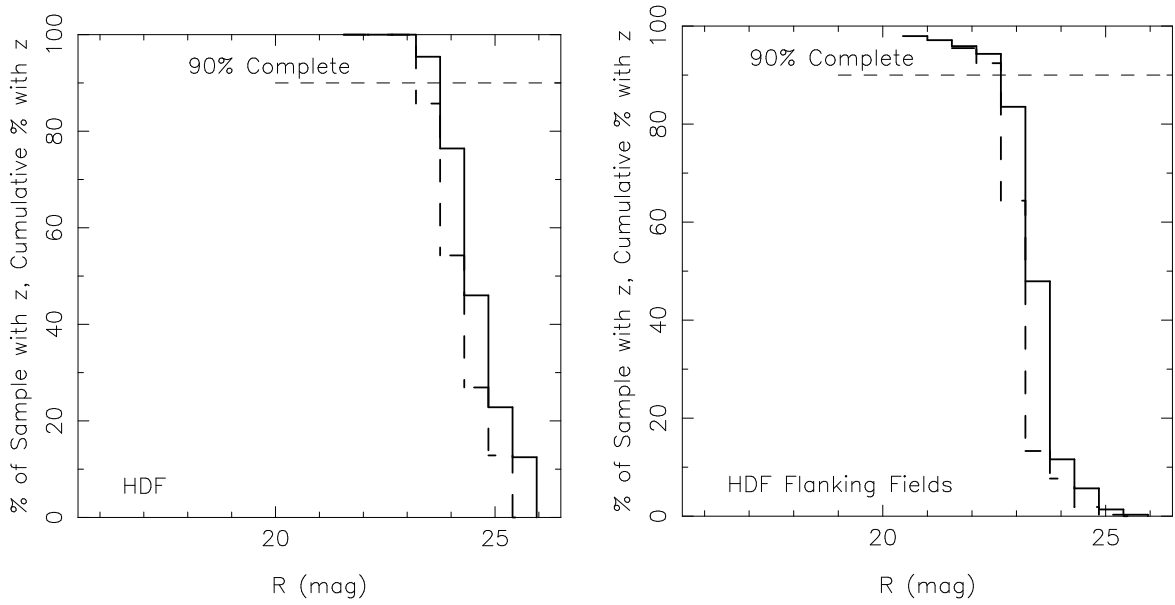 % of Sample with z, Cumulative % with z
100
80
60
40
20
0
90% Complete
HDF
20
25
R (mag)
% of Sample with z, Cumulative % with z
100
80
60
40
20
0
90% Complete
HDF Flanking Fields
20
25
R (mag)